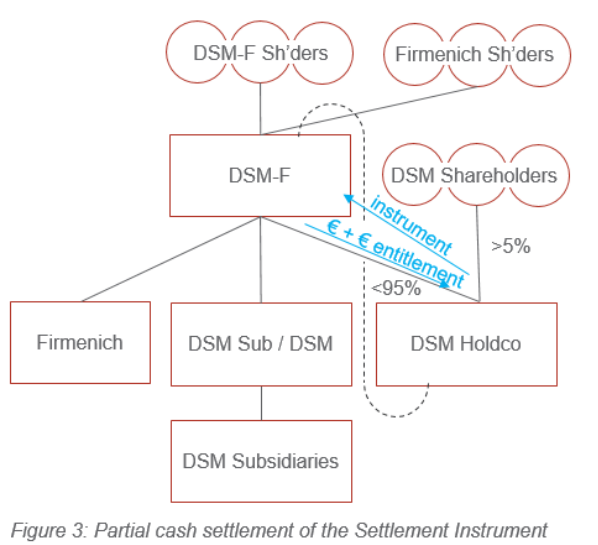 DSM-F Sh'ders
Firmenich Sh'ders
DSM-F
DSM Shareholders
instrument
€ + € entitlement
>5%
<95%
Firmenich
DSM Sub / DSM
DSM Holdco
DSM Subsidiaries
Figure 3: Partial cash settlement of the Settlement Instrument